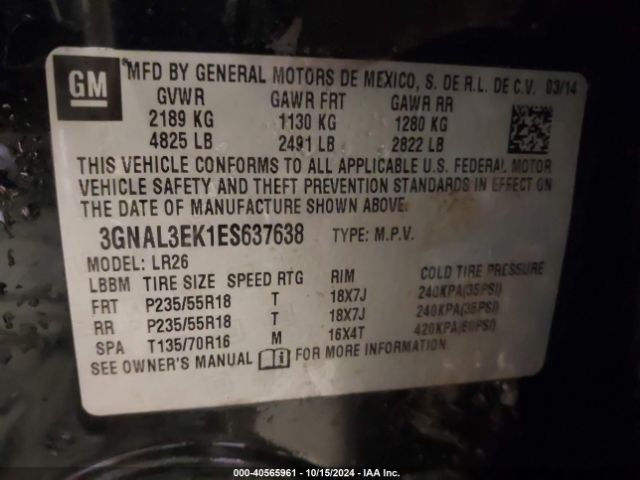 GM
MFD BY GENERAL MOTORS DE MEXICO, S. DE R.L. DE C.V. 03/14
GVWR GAWR FRT GAWR RR
2189 KG 1130 KG 1280 KG
4825 LB 2491 LB 2822 LB
THIS VEHICLE CONFORMS TO ALL APPLICABLE U.S. FEDERAL MOTOR
VEHICLE SAFETY AND THEFT PREVENTION STANDARDS IN EFFECT ON
THE DATE OF MANUFACTURE SHOWN ABOVE.
3GNAL3EK1ES637638 TYPE: M.P.V.
MODEL: LR26
LBBM TIRE SIZE SPEED RTG RIM COLD TIRE PRESSURE
FRT P235/55R18 T 18X7J 240KPA(35PSI)
RR P235/55R18 T 18X7J 240KPA(35PSI)
SPA T135/70R16 M 16X4T 420KPA(60PSI)
SEE OWNER'S MANUAL FOR MORE INFORMATION.
000-40565961 - 10/15/2024 - IAA Inc.